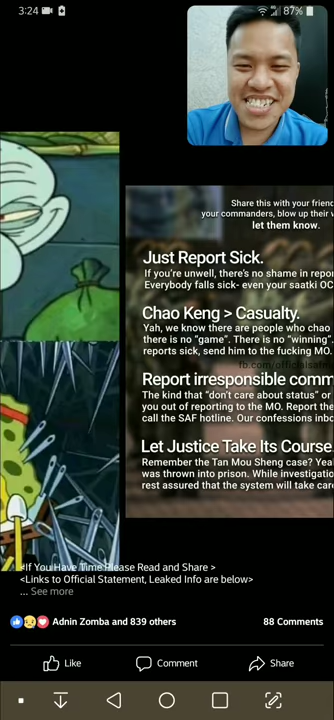 3:24
87%
Share this with your friend
your commanders, blow up their
let them know.
Just Report Sick.
If you're unwell, there's no shame in repor
Everybody falls sick- even your saatki OC
Chao Keng > Casualty.
Yah, we know there are people who chao
there is no "game". There is no "winning".
reports sick, send him to the fucking MO.
Report irresponsible comm
The kind that "don't care about status" or
you out of reporting to the MO. Report the
call the SAF hotline. Our confessions inbo
Let Justice Take Its Course.
Remember the Tan Mou Sheng case? Yea
was thrown into prison. While investigatio
rest assured that the system will take care
<If You Have Time Please Read and Share >
<Links to Official Statement, Leaked Info are below>
... See more
Adnin Zomba and 839 others
88 Comments
Like
Comment
Share